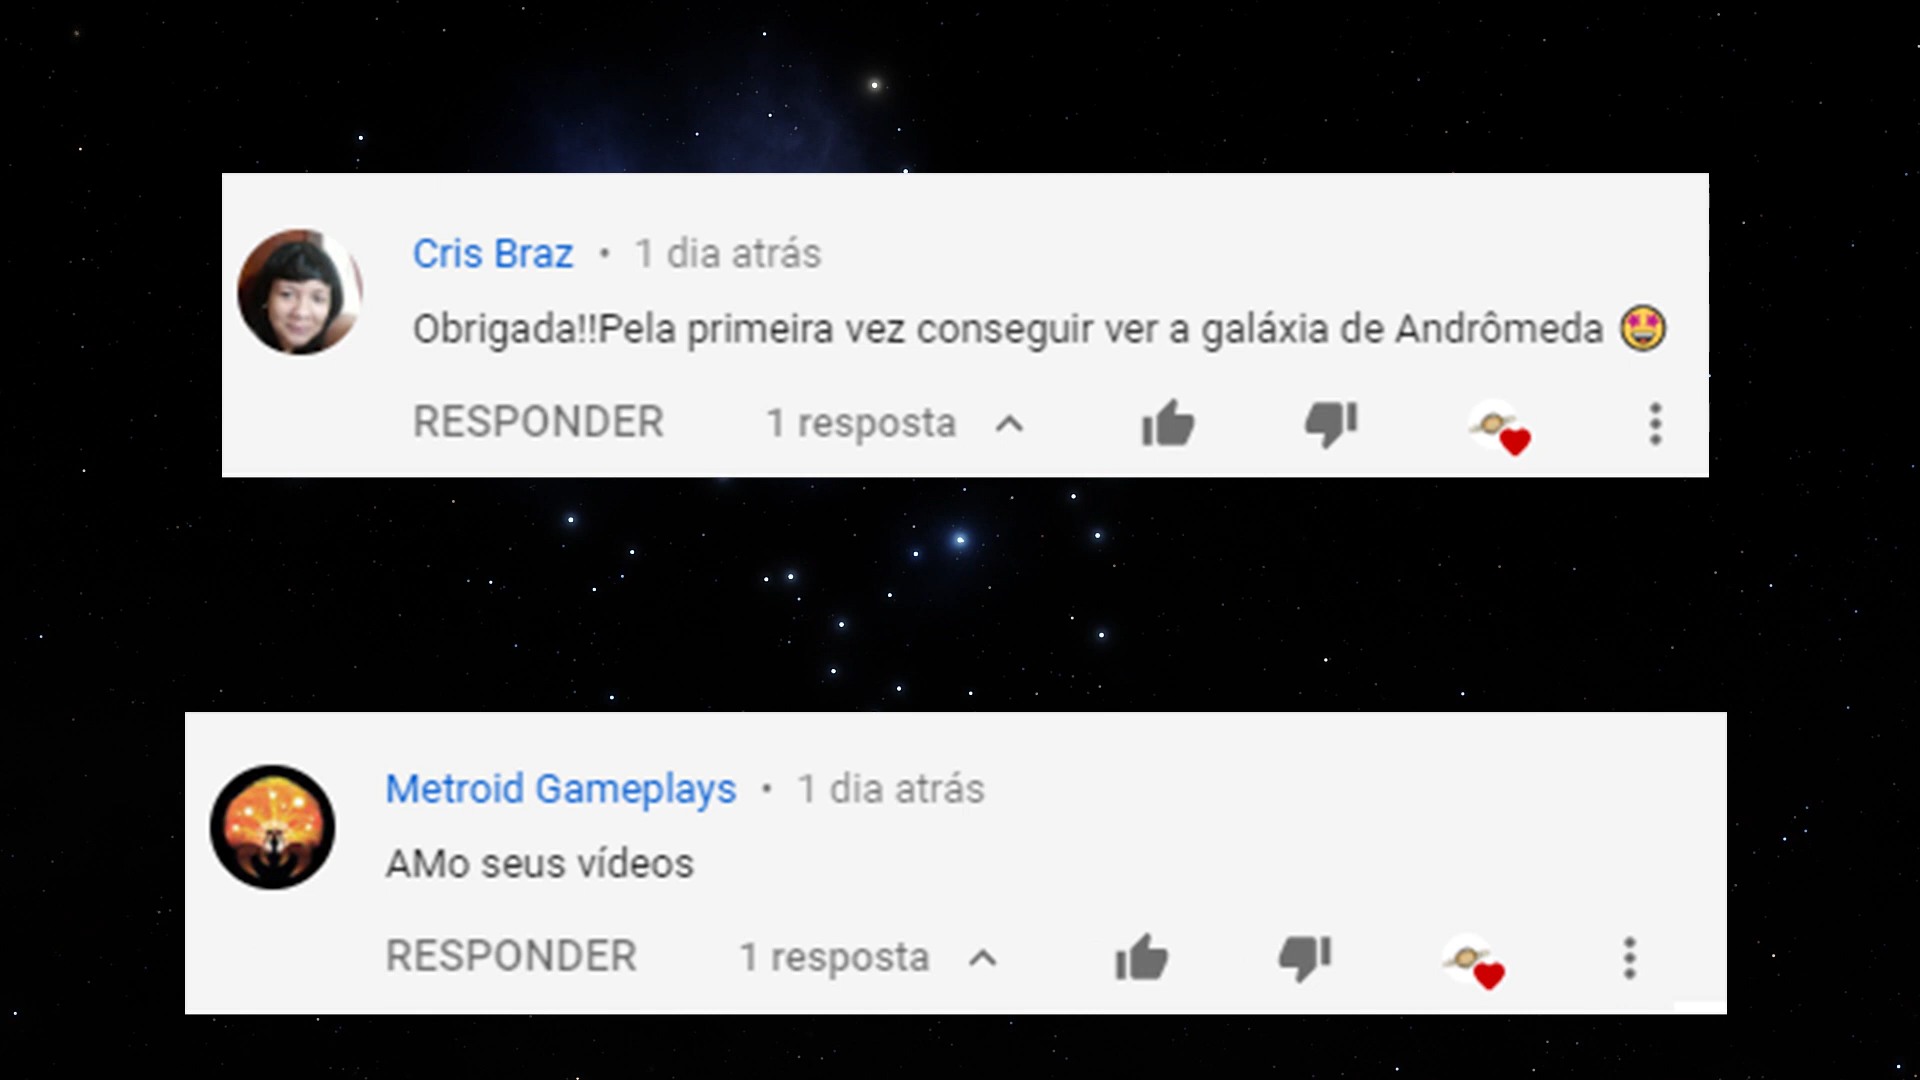 Cris Braz • 1 dia atrás
Obrigada!!Pela primeira vez conseguir ver a galáxia de Andrômeda 🤩
RESPONDER 1 resposta
Metroid Gameplays • 1 dia atrás
AMo seus vídeos
RESPONDER 1 resposta